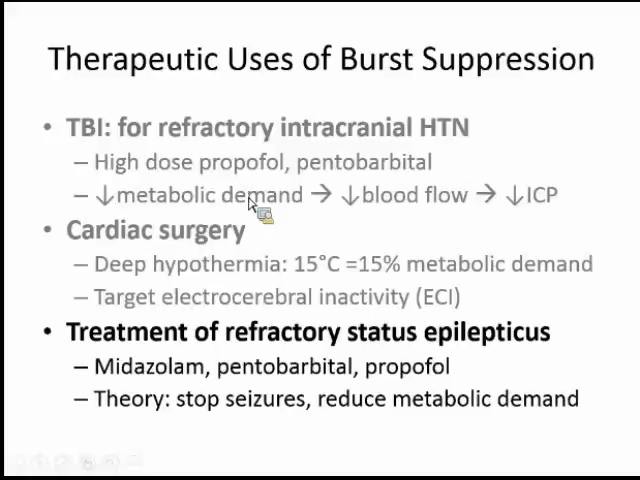 Therapeutic Uses of Burst Suppression
• TBI: for refractory intracranial HTN
– High dose propofol, pentobarbital
– ↓metabolic demand → ↓blood flow → ↓ICP
• Cardiac surgery
– Deep hypothermia: 15°C =15% metabolic demand
– Target electrocerebral inactivity (ECI)
• Treatment of refractory status epilepticus
– Midazolam, pentobarbital, propofol
– Theory: stop seizures, reduce metabolic demand